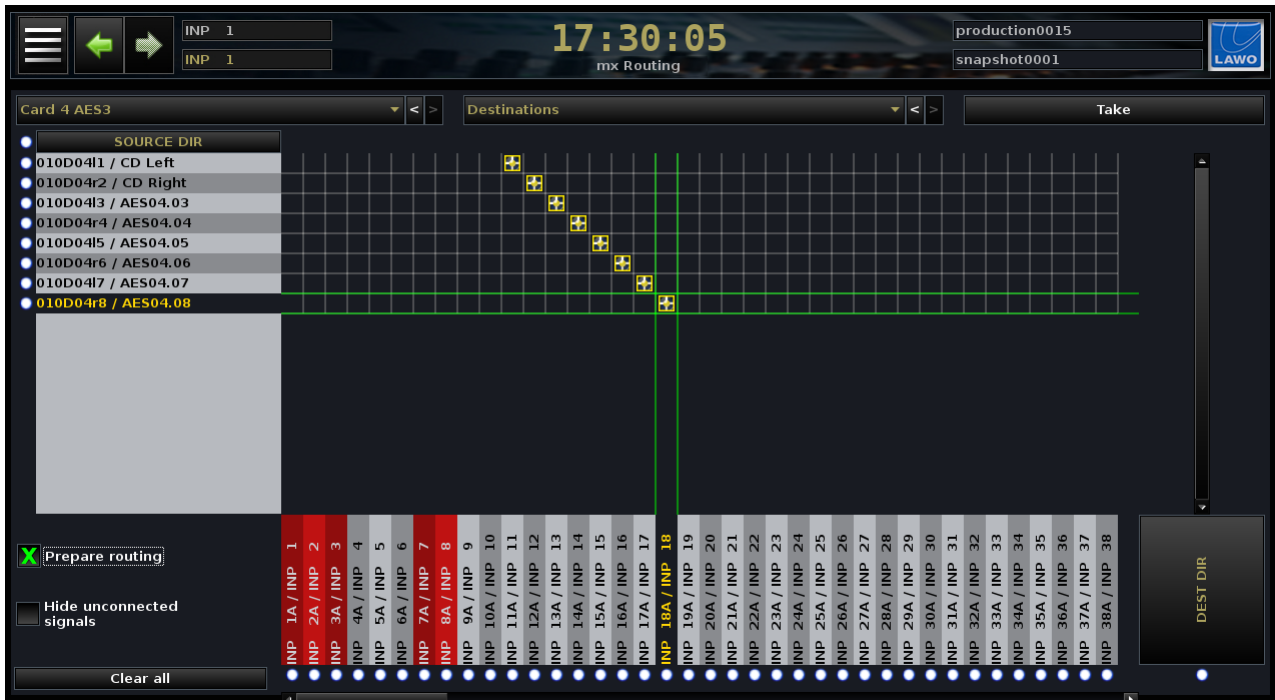 INP 1
INP 1
17:30:05
mx Routing
production0015
snapshot0001
LAWO
Card 4 AES3
<
>
Destinations
<
>
Take
SOURCE DIR
010D04l1 / CD Left
010D04r2 / CD Right
010D04l3 / AES04.03
010D04r4 / AES04.04
010D04l5 / AES04.05
010D04r6 / AES04.06
010D04l7 / AES04.07
010D04r8 / AES04.08
X Prepare routing
Hide unconnected
signals
Clear all
INP 1A / INP 1
INP 2A / INP 2
INP 3A / INP 3
INP 4A / INP 4
INP 5A / INP 5
INP 6A / INP 6
INP 7A / INP 7
INP 8A / INP 8
INP 9A / INP 9
INP 10A / INP 10
INP 11A / INP 11
INP 12A / INP 12
INP 13A / INP 13
INP 14A / INP 14
INP 15A / INP 15
INP 16A / INP 16
INP 17A / INP 17
INP 18A / INP 18
INP 19A / INP 19
INP 20A / INP 20
INP 21A / INP 21
INP 22A / INP 22
INP 23A / INP 23
INP 24A / INP 24
INP 25A / INP 25
INP 26A / INP 26
INP 27A / INP 27
INP 28A / INP 28
INP 29A / INP 29
INP 30A / INP 30
INP 31A / INP 31
INP 32A / INP 32
INP 33A / INP 33
INP 34A / INP 34
INP 35A / INP 35
INP 36A / INP 36
INP 37A / INP 37
INP 38A / INP 38
DEST DIR